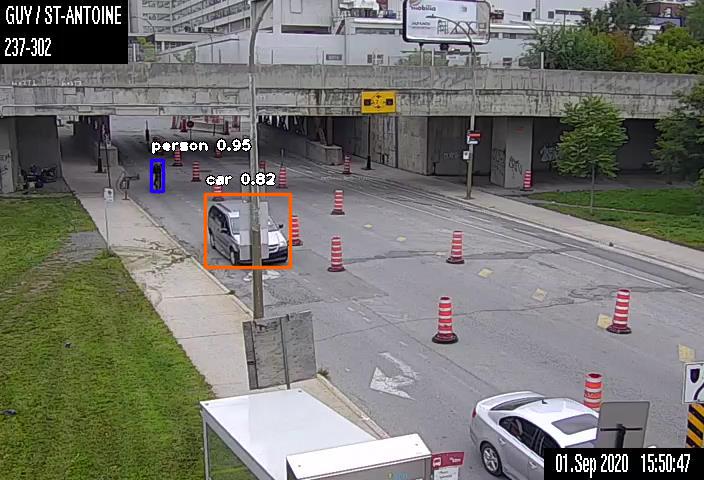 GUY / ST-ANTOINE
237-302
mobilia
person 0.95
car 0.82
01.Sep 2020 15:50:47